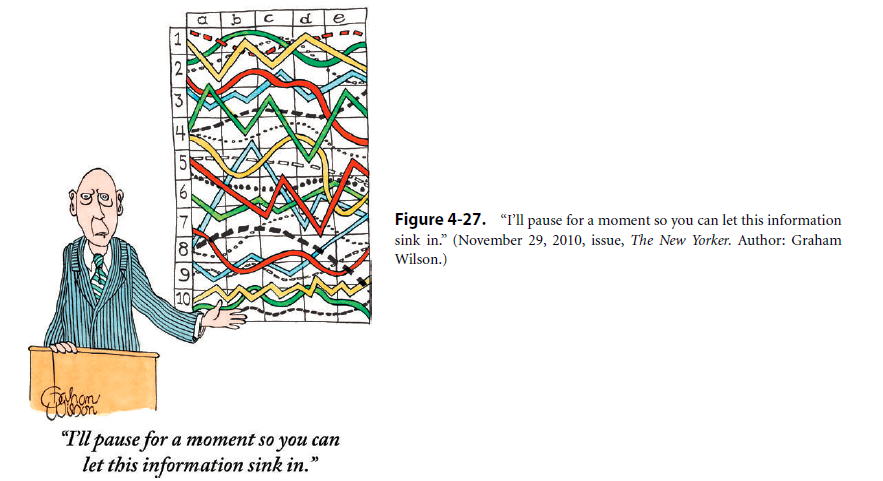 a b c d e
1
2
3
4
5
6
7
8
9
10
Gahan
Wilson
“I’ll pause for a moment so you can
let this information sink in.”
Figure 4-27. “I’ll pause for a moment so you can let this information
sink in.” (November 29, 2010, issue, The New Yorker. Author: Graham
Wilson.)